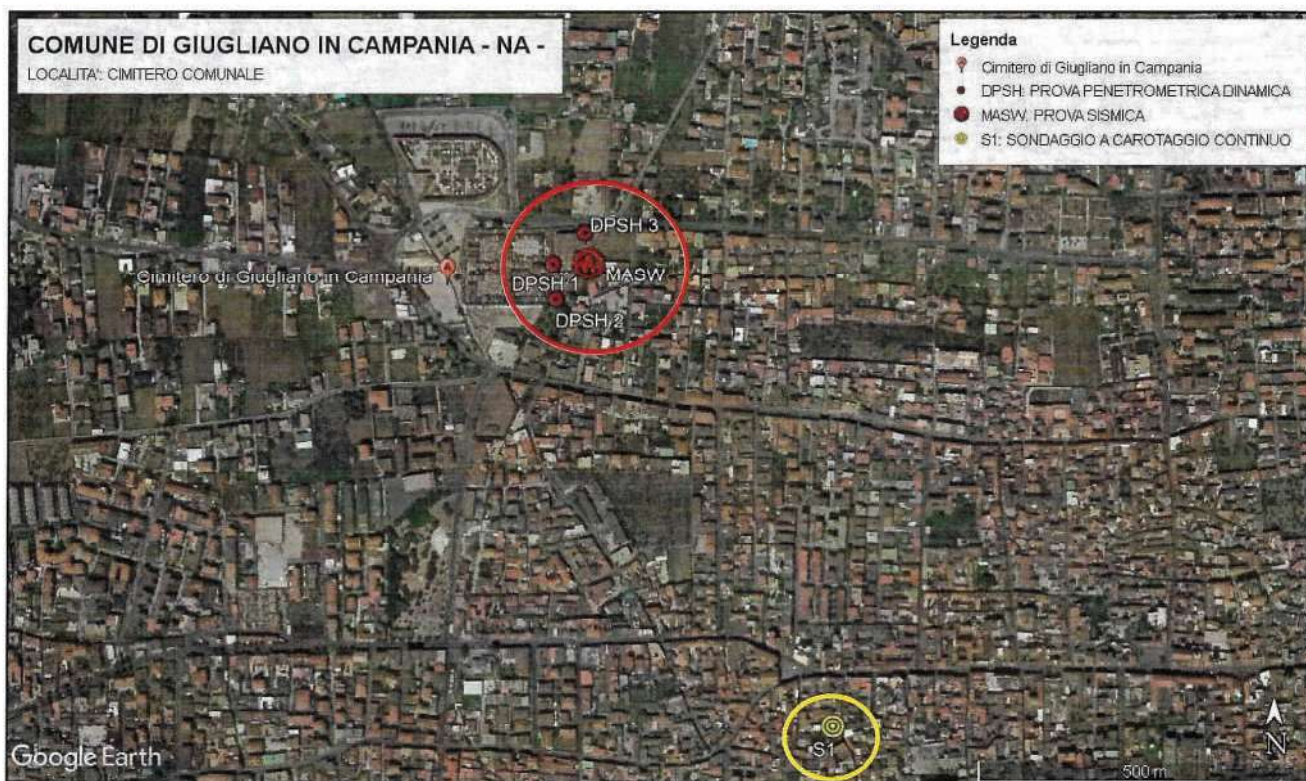 COMUNE DI GIUGLIANO IN CAMPANIA - NA -
LOCALITA': CIMITERO COMUNALE
Legenda
Cimitero di Giugliano in Campania
DPSH: PROVA PENETROMETRICA DINAMICA
MASW: PROVA SISMICA
S1: SONDAGGIO A CAROTAGGIO CONTINUO
DPSH 3
Cimitero di Giugliano in Campania
MASW
DPSH 1
DPSH 2
S1
N
Google Earth
500 m